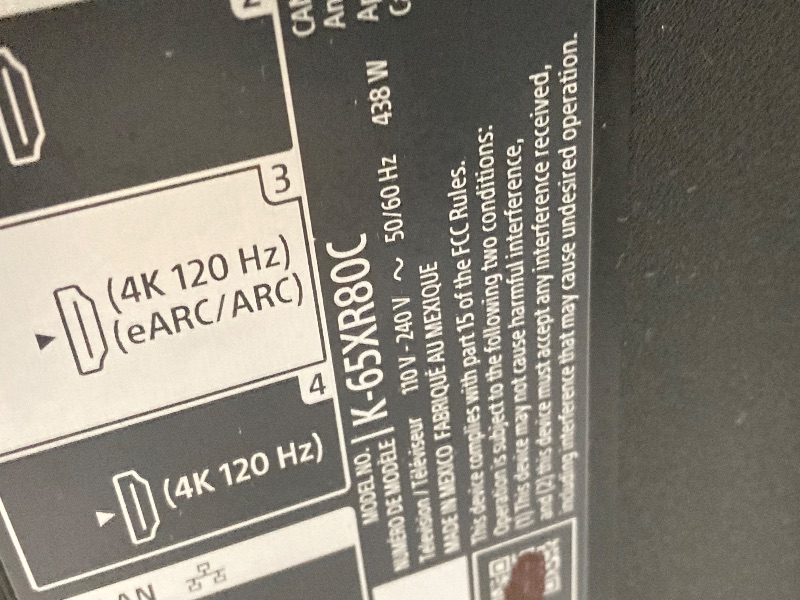 3
(4K 120 Hz)
(eARC/ARC)
4
(4K 120 Hz)
MODEL NO.
NUMÉRO DE MODÈLE
K-65XR80C
Télévision / Téléviseur 110 V - 240 V ~ 50/60 Hz 438 W
MADE IN MEXICO FABRIQUÉ AU MEXIQUE
This device complies with part 15 of the FCC Rules.
Operation is subject to the following two conditions:
(1) This device may not cause harmful interference,
and (2) this device must accept any interference received,
including interference that may cause undesired operation.